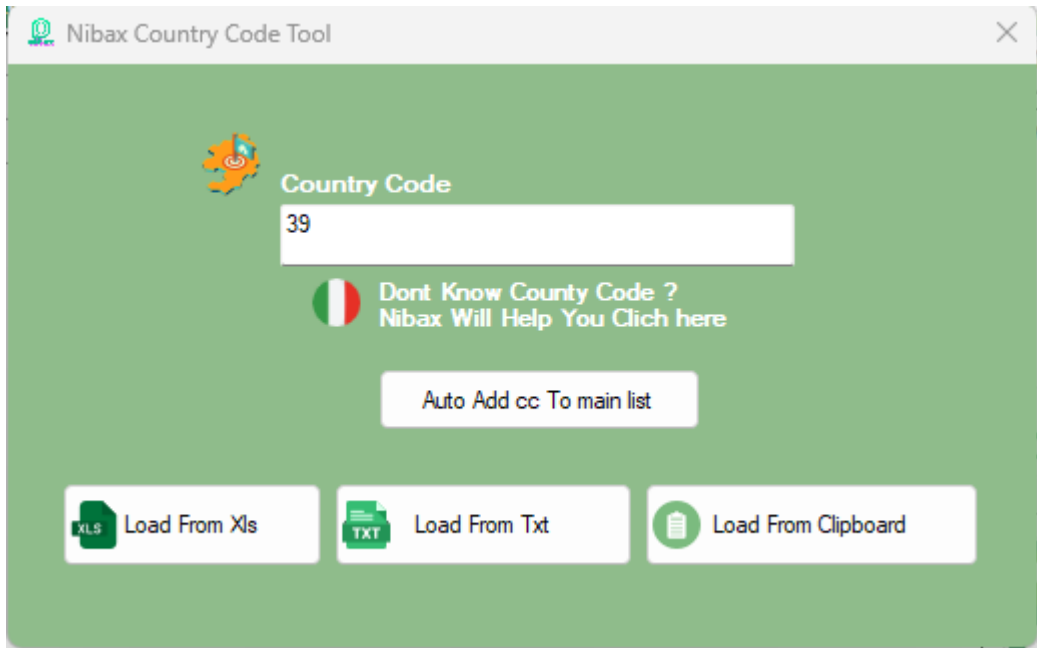 Nibax Country Code Tool
Country Code
39
Dont Know County Code ?
Nibax Will Help You Clich here
Auto Add cc To main list
XLS Load From Xls
TXT Load From Txt
Load From Clipboard